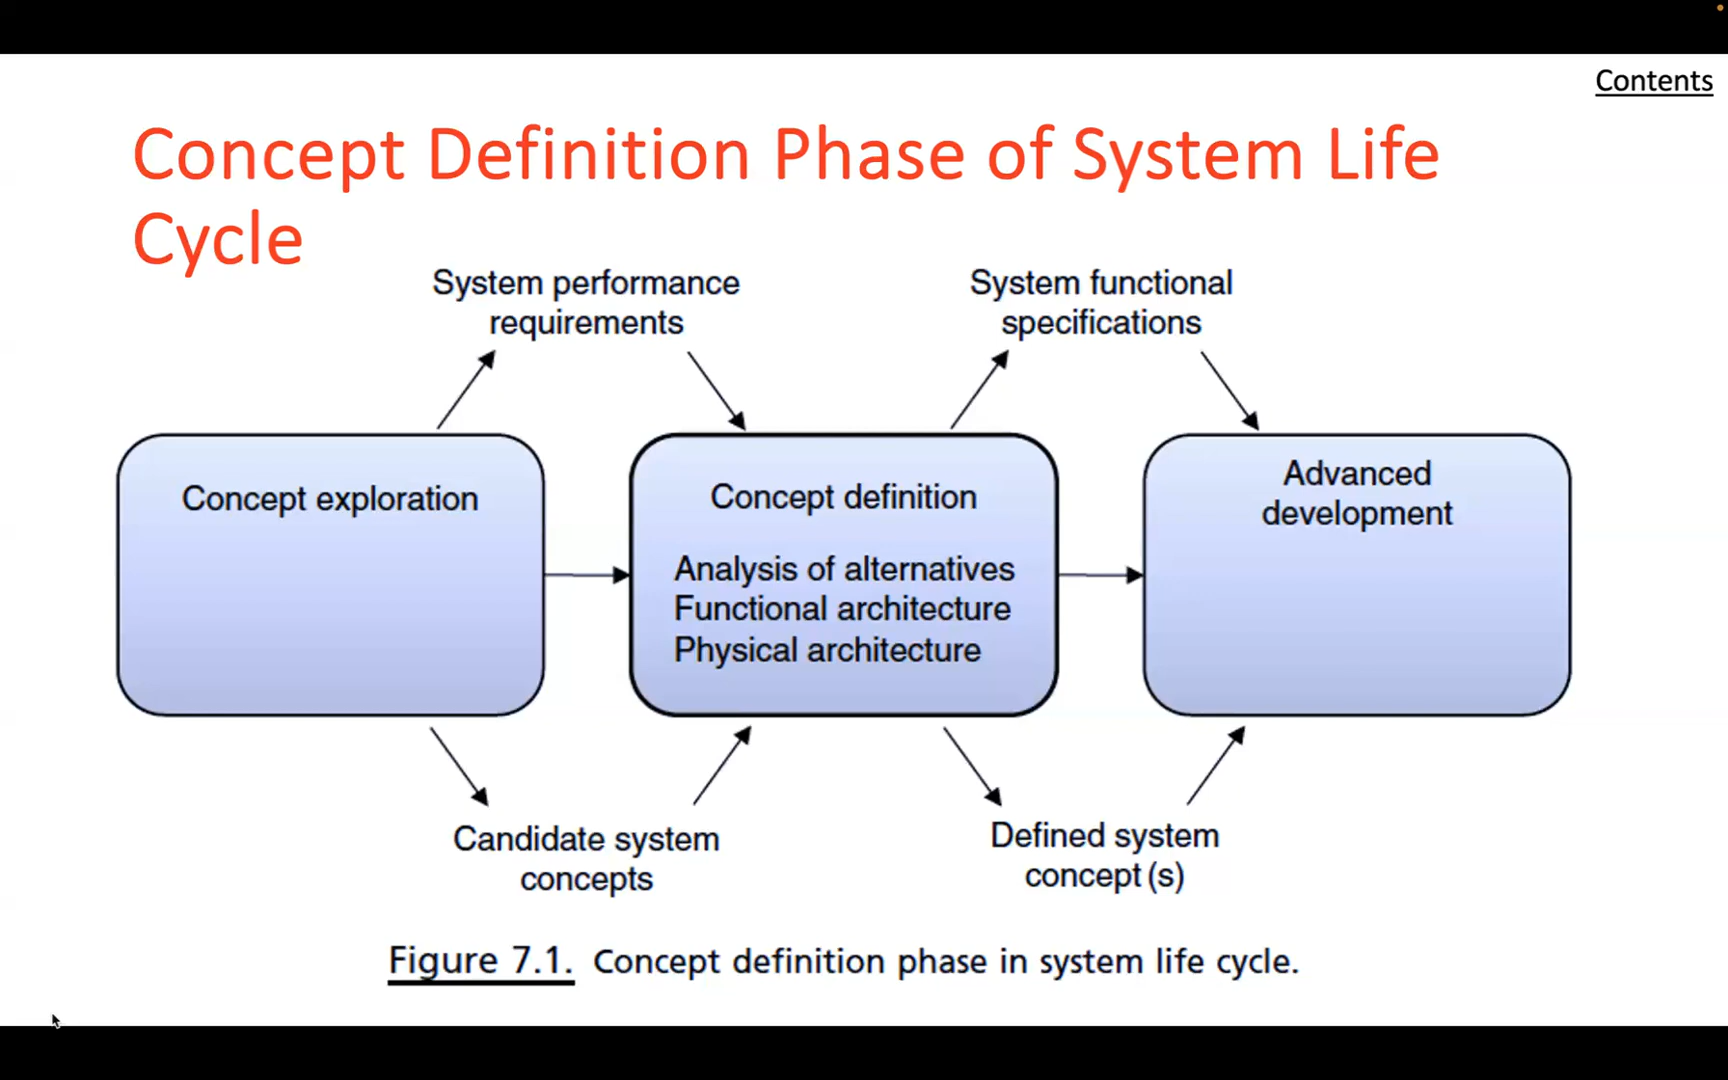 Contents
Concept Definition Phase of System Life
Cycle
System performance
requirements
System functional
specifications
Concept exploration
Concept definition
Analysis of alternatives
Functional architecture
Physical architecture
Advanced
development
Candidate system
concepts
Defined system
concept(s)
Figure 7.1. Concept definition phase in system life cycle.